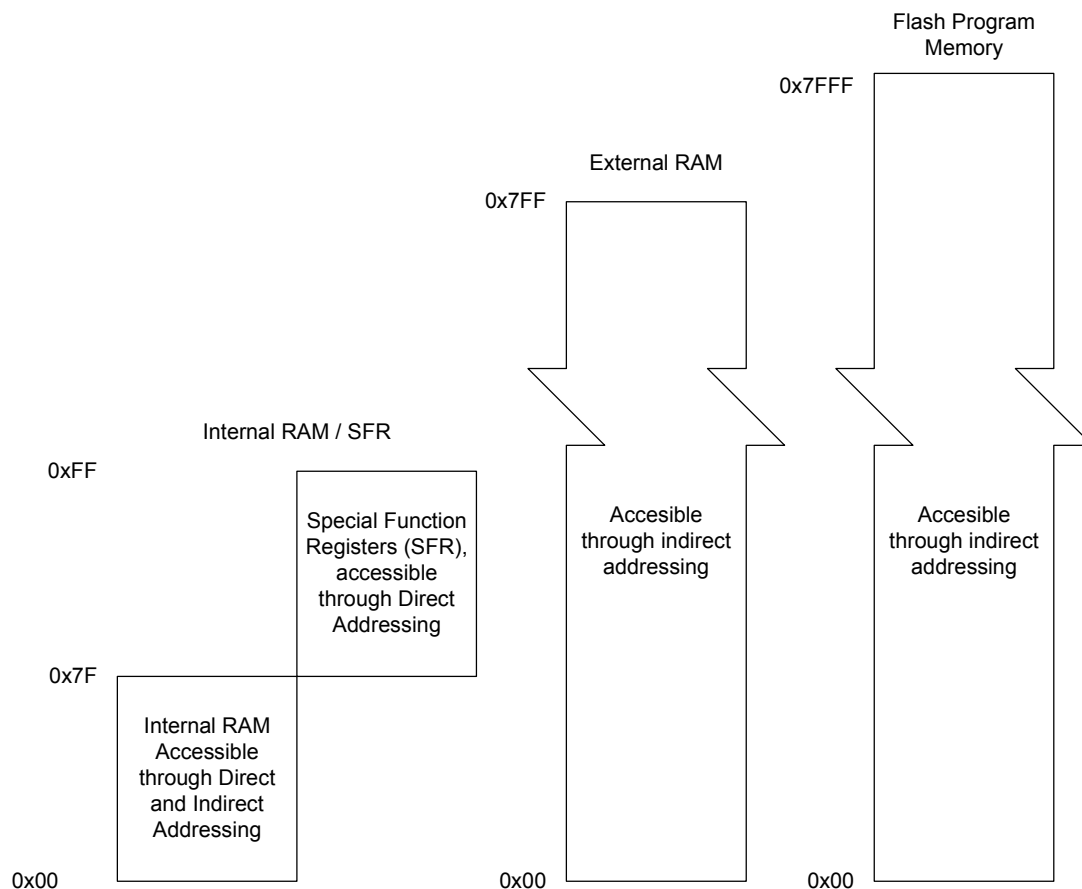 Flash Program
Memory
0x7FFF
External RAM
0x7FF
Internal RAM / SFR
0xFF
Special Function
Registers (SFR),
accessible
through Direct
Addressing
Accesible
through indirect
addressing
Accesible
through indirect
addressing
0x7F
Internal RAM
Accessible
through Direct
and Indirect
Addressing
0x00
0x00
0x00